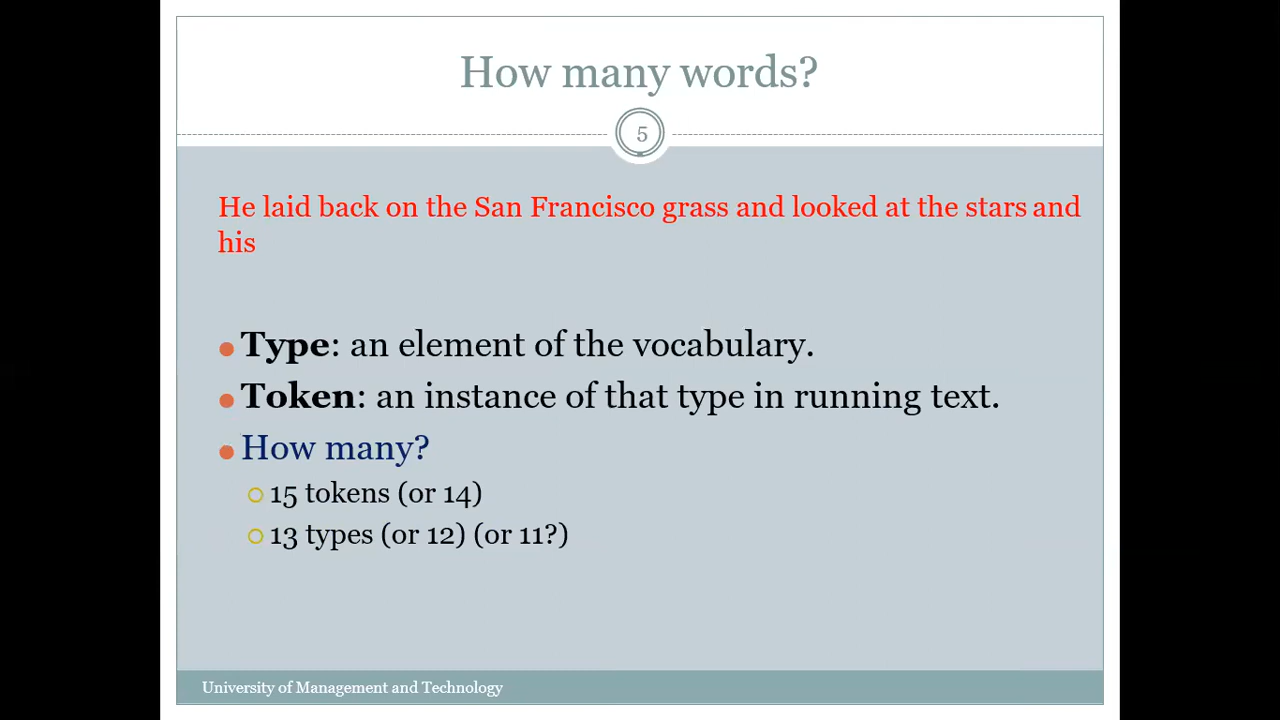 How many words?
5
He laid back on the San Francisco grass and looked at the stars and
his
Type: an element of the vocabulary.
Token: an instance of that type in running text.
How many?
15 tokens (or 14)
13 types (or 12) (or 11?)
University of Management and Technology